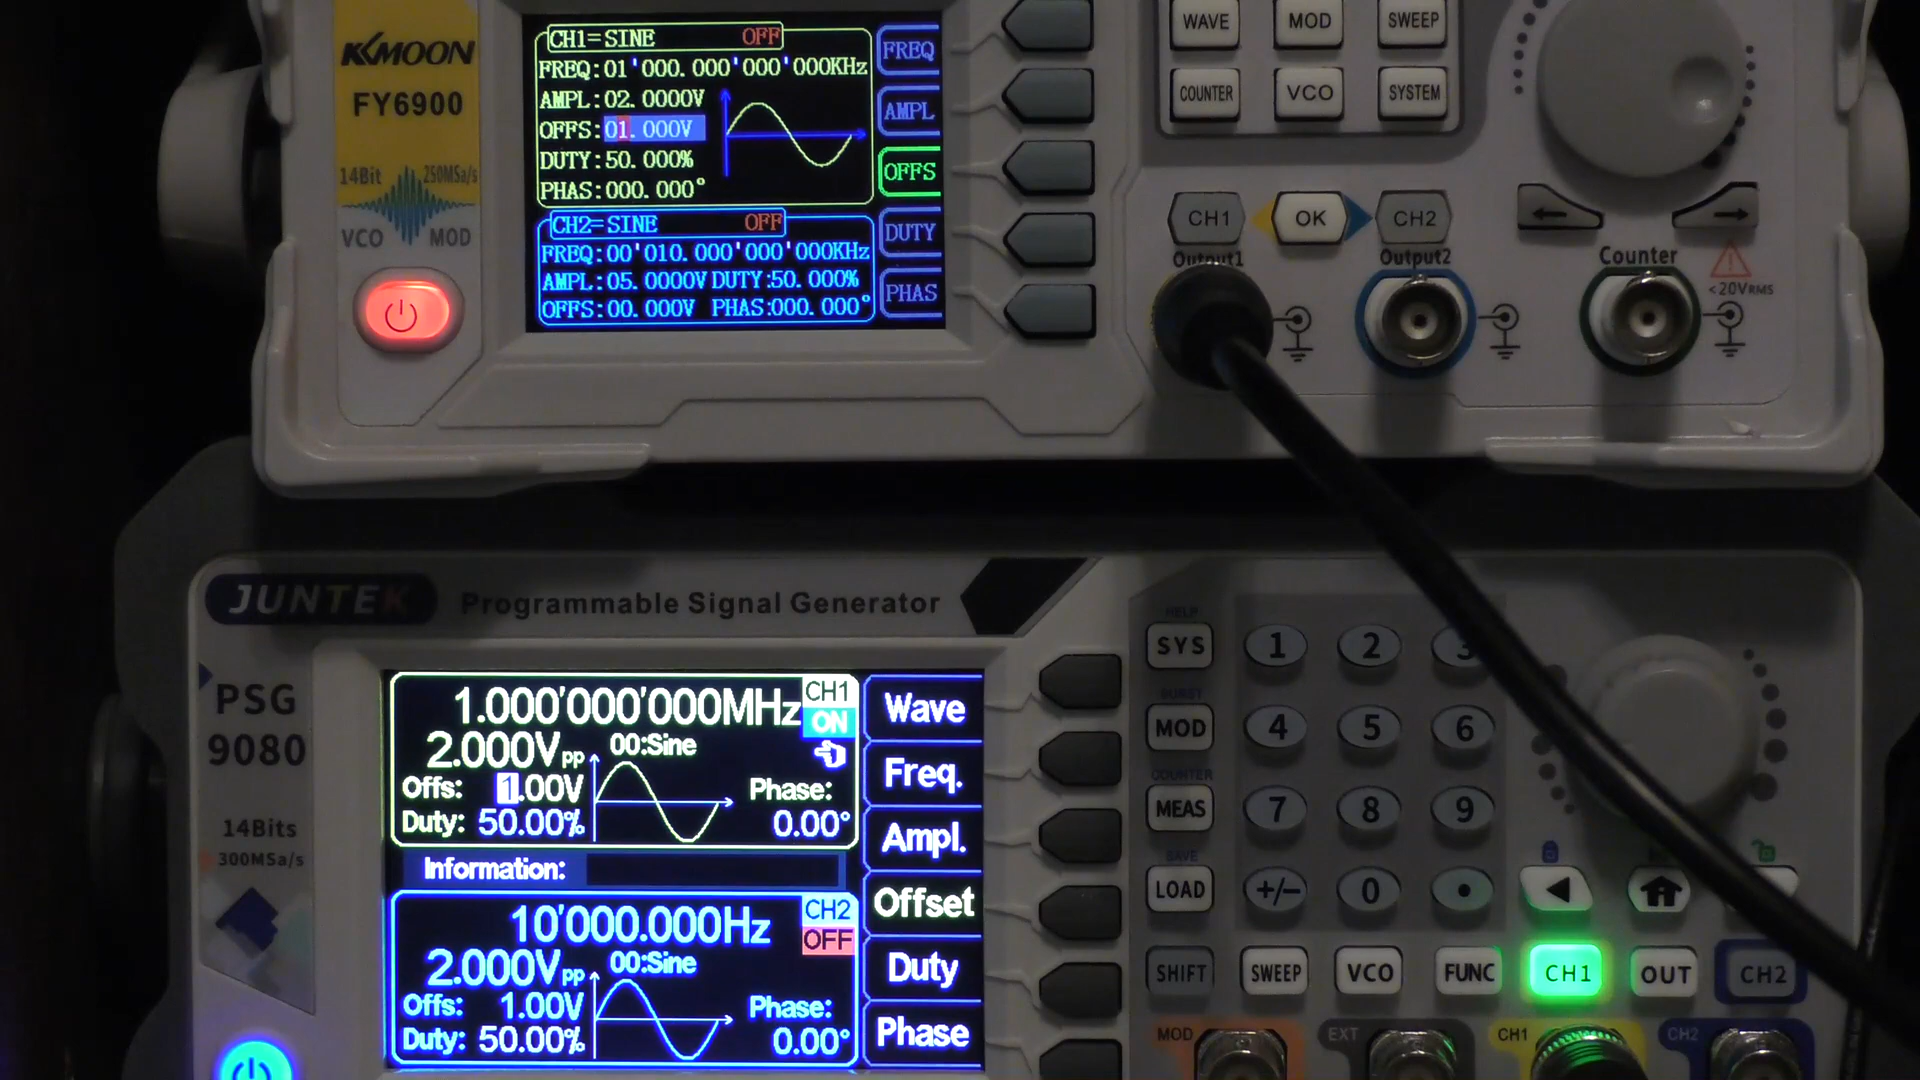 KKMOON
FY6900
14Bit 250MSa/s
VCO MOD
CH1=SINE OFF
FREQ:01'000.000'000'000KHz
AMPL:02.0000V
OFFS:01.000V
DUTY:50.000%
PHAS:000.000°
CH2=SINE OFF
FREQ:00'010.000'000'000KHz
AMPL:05.0000V DUTY:50.000%
OFFS:00.000V PHAS:000.000°
FREQ
AMPL
OFFS
DUTY
PHAS
WAVE MOD SWEEP
COUNTER VCO SYSTEM
CH1 OK CH2
Output1 Output2 Counter
<20VRMS
JUNTEK Programmable Signal Generator
PSG
9080
14Bits
300MSa/s
1.000'000'000MHz CH1
ON
2.000Vpp 00:Sine
Offs: 1.00V Phase:
Duty: 50.00% 0.00°
Information:
10'000.000Hz CH2
OFF
2.000Vpp 00:Sine
Offs: 1.00V Phase:
Duty: 50.00% 0.00°
Wave
Freq.
Ampl.
Offset
Duty
Phase
HELP
SYS 1 2 3
BURST
MOD 4 5 6
COUNTER
MEAS 7 8 9
SAVE
LOAD +/− 0 •
SHIFT SWEEP VCO FUNC CH1 OUT CH2
MOD EXT CH1 CH2